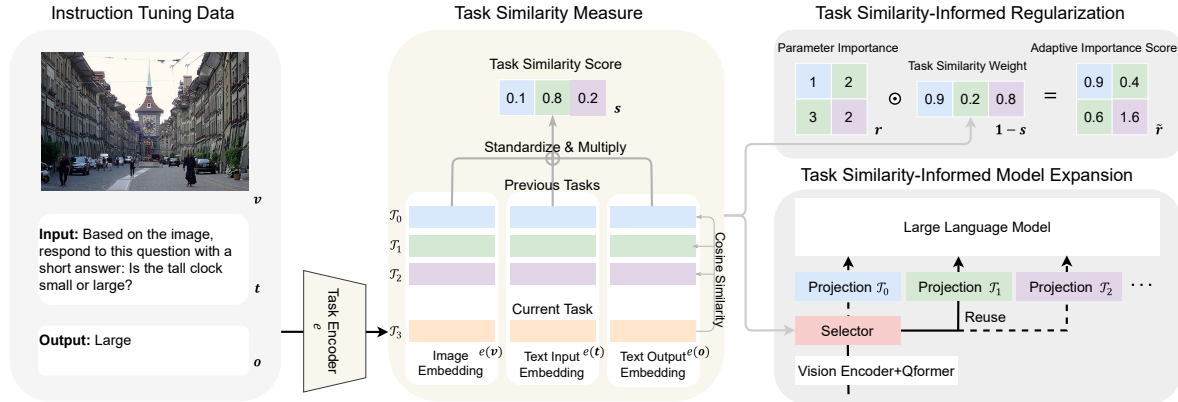 Instruction Tuning Data
v
Input: Based on the image,
respond to this question with a
short answer: Is the tall clock
small or large?
t
Output: Large
o
Task Encoder
e
Task Similarity Measure
Task Similarity Score
0.1 0.8 0.2
s
Standardize & Multiply
Previous Tasks
𝒯0
𝒯1
𝒯2
Current Task
𝒯3
Cosine Similarity
Image e(v)
Embedding
Text Input e(t)
Embedding
Text Output e(o)
Embedding
Task Similarity-Informed Regularization
Parameter Importance
1 2
3 2
r
⊙
Task Similarity Weight
0.9 0.2 0.8
1 − s
=
Adaptive Importance Score
0.9 0.4
0.6 1.6
r̃
Task Similarity-Informed Model Expansion
Large Language Model
Projection 𝒯0 Projection 𝒯1 Projection 𝒯2 ...
Reuse
Selector
Vision Encoder+Qformer